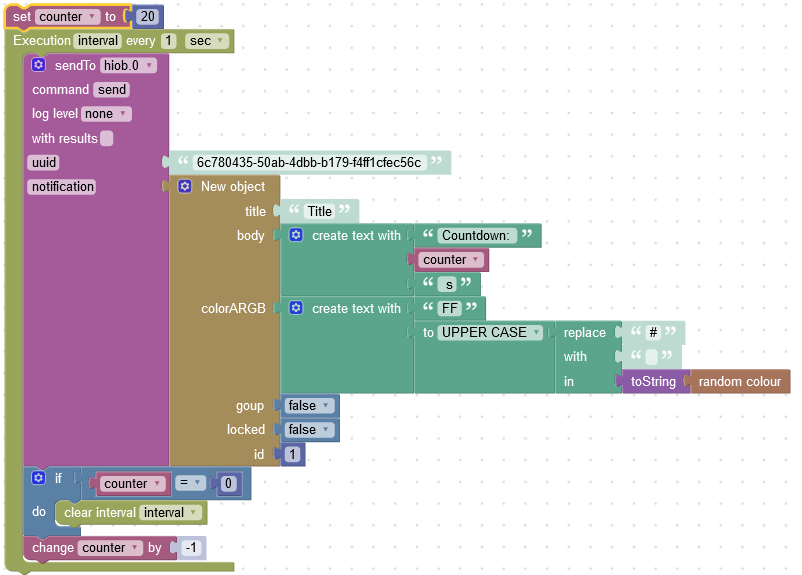 set counter to 20
Execution interval every 1 sec
sendTo hiob.0
command send
log level none
with results
uuid “ 6c780435-50ab-4dbb-b179-f4ff1cfec56c ”
notification New object
title “ Title ”
body create text with “ Countdown: ”
counter
“ s ”
colorARGB create text with “ FF ”
to UPPER CASE replace “ # ”
with “ ”
in toString random colour
goup false
locked false
id 1
if counter = 0
do clear interval interval
change counter by -1